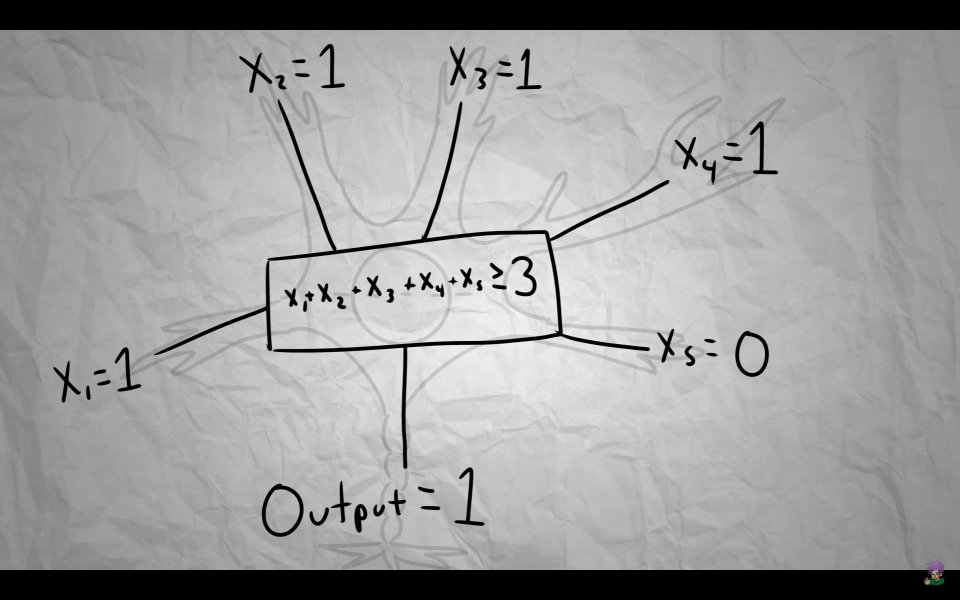 X₂=1
X₃=1
X₄=1
X₁+X₂+X₃+X₄+X₅≥3
X₁=1
X₅=0
Output=1